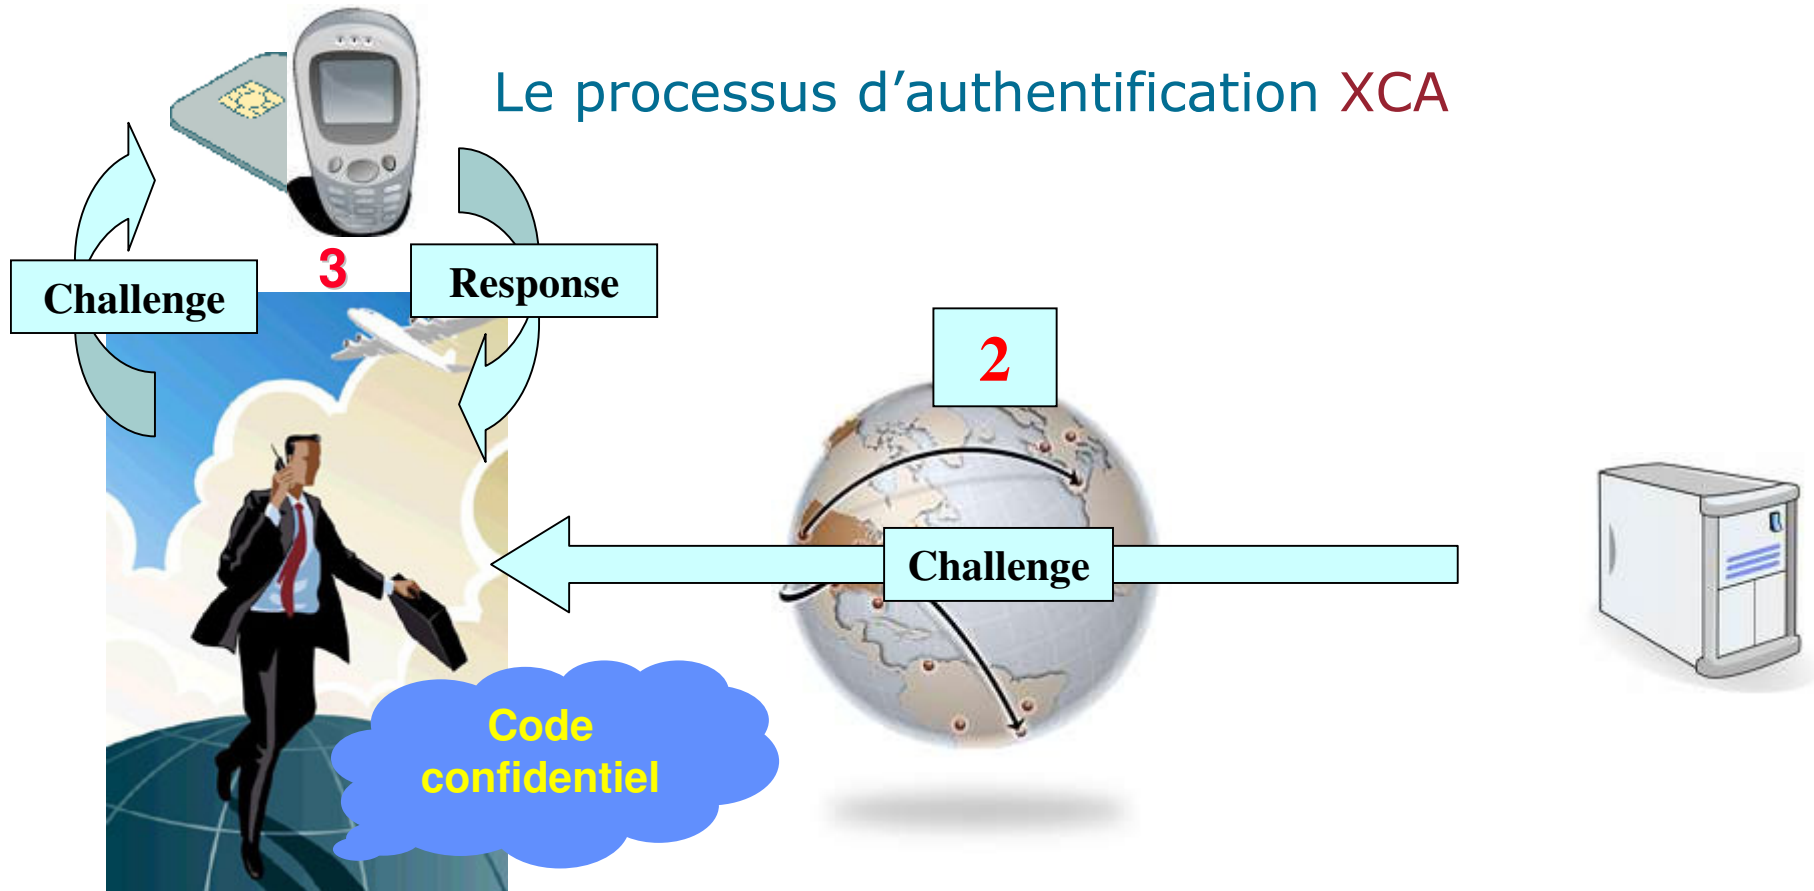 Le processus d’authentification XCA
3
Challenge
Response
2
Challenge
Code
confidentiel